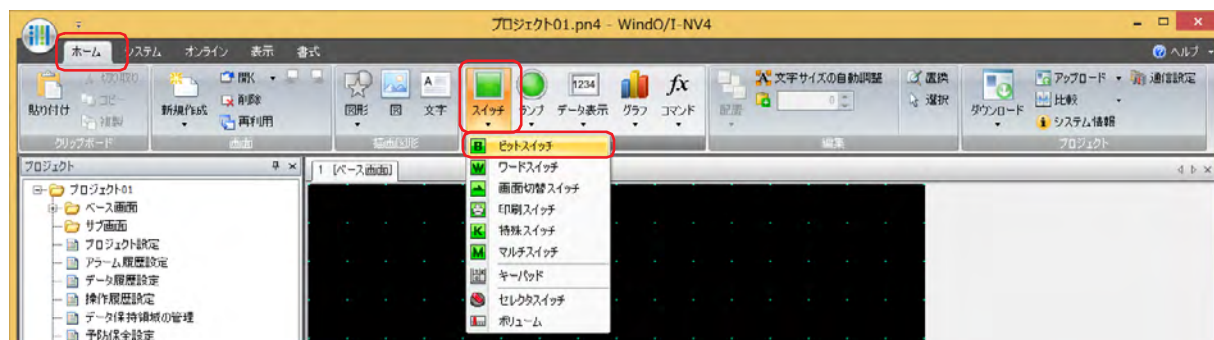 プロジェクト01.pn4 - WindO/I-NV4
ホーム システム オンライン 表示 書式 ヘルプ
切り取り 開く 1234 fx 文字サイズの自動調整 置換 アップロード 通信設定
コピー 削除 A 0 選択 比較
貼り付け 複製 新規作成 再利用 図形 図 文字 スイッチ ランプ データ表示 グラフ コマンド 配置 ダウンロード システム情報
クリップボード 画面 編集 プロジェクト
プロジェクト 1 [ベース画面]
B ビットスイッチ
W ワードスイッチ
画面切替スイッチ
印刷スイッチ
K 特殊スイッチ
M マルチスイッチ
キーパッド
セレクタスイッチ
ボリューム
プロジェクト01
ベース画面
サブ画面
プロジェクト設定
アラーム履歴設定
データ履歴設定
操作履歴設定
データ保持領域の管理
予防保全設定